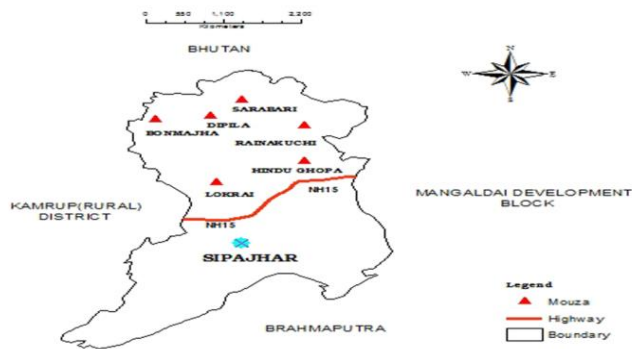 0 550 1,100 2,200
Kilometers
BHUTAN
N
W E
S
SARABARI
DIPILA
BONMAJHA
RAINAKUCHI
HINDU GHOPA
LOKRAI
NH15
KAMRUP(RURAL)
DISTRICT
MANGALDAI DEVELOPMENT
BLOCK
NH15
SIPAJHAR
BRAHMAPUTRA
Legend
Mouza
Highway
Boundary